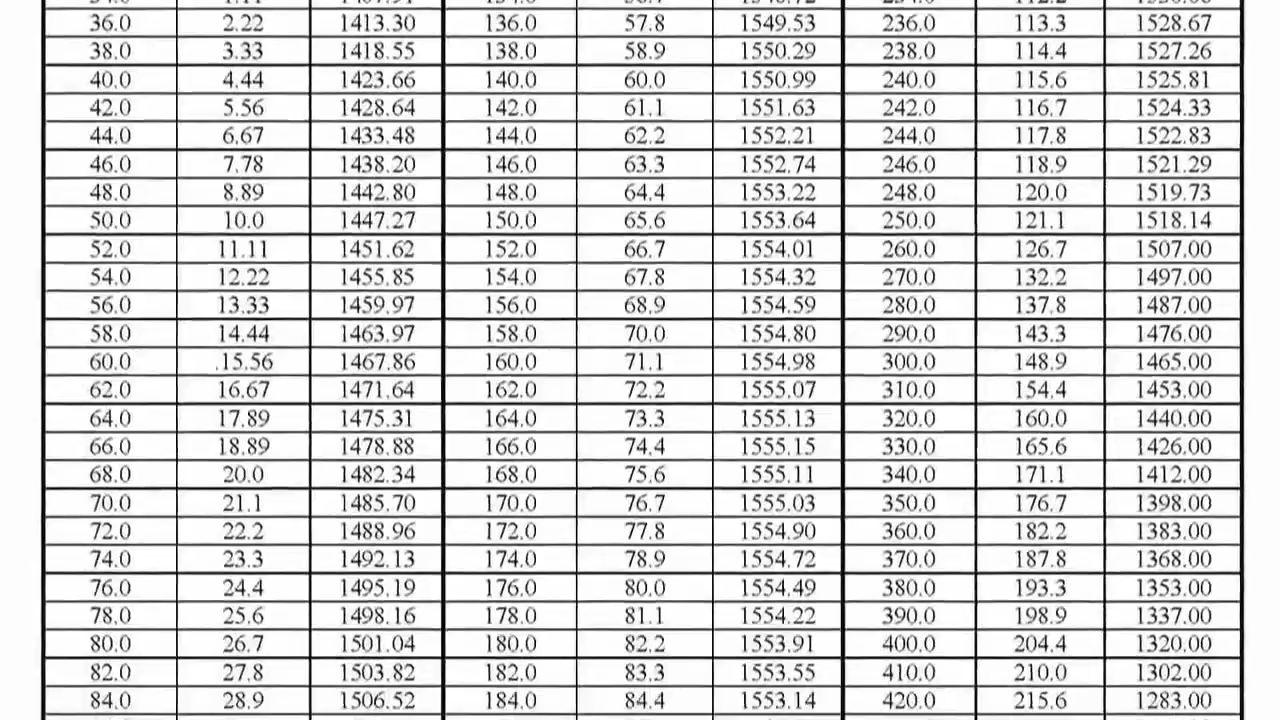 36.0 2.22 1413.30 136.0 57.8 1549.53 236.0 113.3 1528.67
38.0 3.33 1418.55 138.0 58.9 1550.29 238.0 114.4 1527.26
40.0 4.44 1423.66 140.0 60.0 1550.99 240.0 115.6 1525.81
42.0 5.56 1428.64 142.0 61.1 1551.63 242.0 116.7 1524.33
44.0 6.67 1433.48 144.0 62.2 1552.21 244.0 117.8 1522.83
46.0 7.78 1438.20 146.0 63.3 1552.74 246.0 118.9 1521.29
48.0 8.89 1442.80 148.0 64.4 1553.22 248.0 120.0 1519.73
50.0 10.0 1447.27 150.0 65.6 1553.64 250.0 121.1 1518.14
52.0 11.11 1451.62 152.0 66.7 1554.01 260.0 126.7 1507.00
54.0 12.22 1455.85 154.0 67.8 1554.32 270.0 132.2 1497.00
56.0 13.33 1459.97 156.0 68.9 1554.59 280.0 137.8 1487.00
58.0 14.44 1463.97 158.0 70.0 1554.80 290.0 143.3 1476.00
60.0 .15.56 1467.86 160.0 71.1 1554.98 300.0 148.9 1465.00
62.0 16.67 1471.64 162.0 72.2 1555.07 310.0 154.4 1453.00
64.0 17.89 1475.31 164.0 73.3 1555.13 320.0 160.0 1440.00
66.0 18.89 1478.88 166.0 74.4 1555.15 330.0 165.6 1426.00
68.0 20.0 1482.34 168.0 75.6 1555.11 340.0 171.1 1412.00
70.0 21.1 1485.70 170.0 76.7 1555.03 350.0 176.7 1398.00
72.0 22.2 1488.96 172.0 77.8 1554.90 360.0 182.2 1383.00
74.0 23.3 1492.13 174.0 78.9 1554.72 370.0 187.8 1368.00
76.0 24.4 1495.19 176.0 80.0 1554.49 380.0 193.3 1353.00
78.0 25.6 1498.16 178.0 81.1 1554.22 390.0 198.9 1337.00
80.0 26.7 1501.04 180.0 82.2 1553.91 400.0 204.4 1320.00
82.0 27.8 1503.82 182.0 83.3 1553.55 410.0 210.0 1302.00
84.0 28.9 1506.52 184.0 84.4 1553.14 420.0 215.6 1283.00